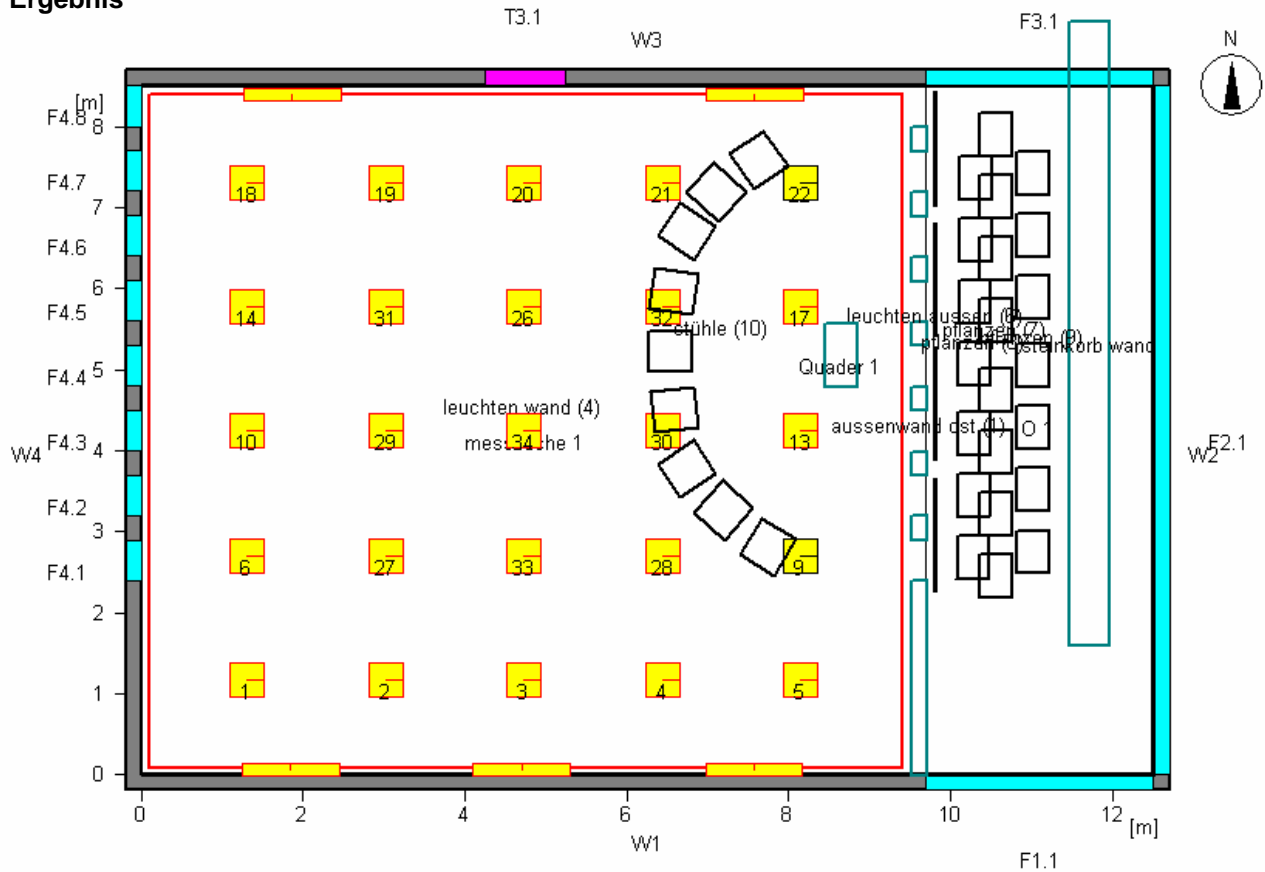 Ergebnis
T3.1
F3.1
W3
N
[m]
F4.8
8
F4.7
18
19
20
21
22
7
F4.6
6
F4.5
14
31
26
32
17
leuchten aussen (6)
stühle (10)
pflanzen (7)
pflanzen (9)
steinkorb wand
5
F4.4
Quader 1
leuchten wand (4)
aussenwand ost (1)
O 1
W4
F4.3
10
29
34
30
13
W2
F2.1
4
F4.2
3
F4.1
6
27
33
28
9
2
1
1
2
3
4
5
0
0
2
4
6
8
10
12
[m]
W1
F1.1